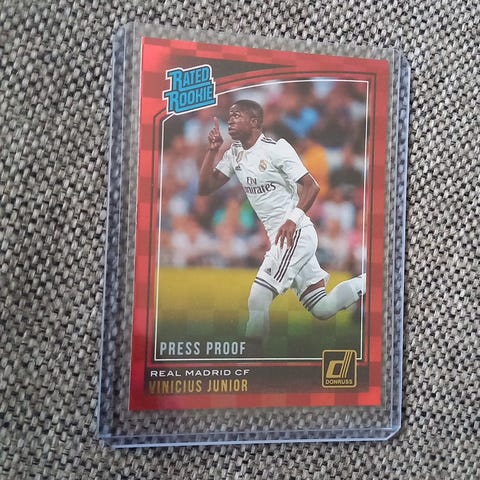 RATED
ROOKIE
Fly
Emirates
PRESS PROOF
REAL MADRID CF
VINICIUS JUNIOR
d
DONRUSS